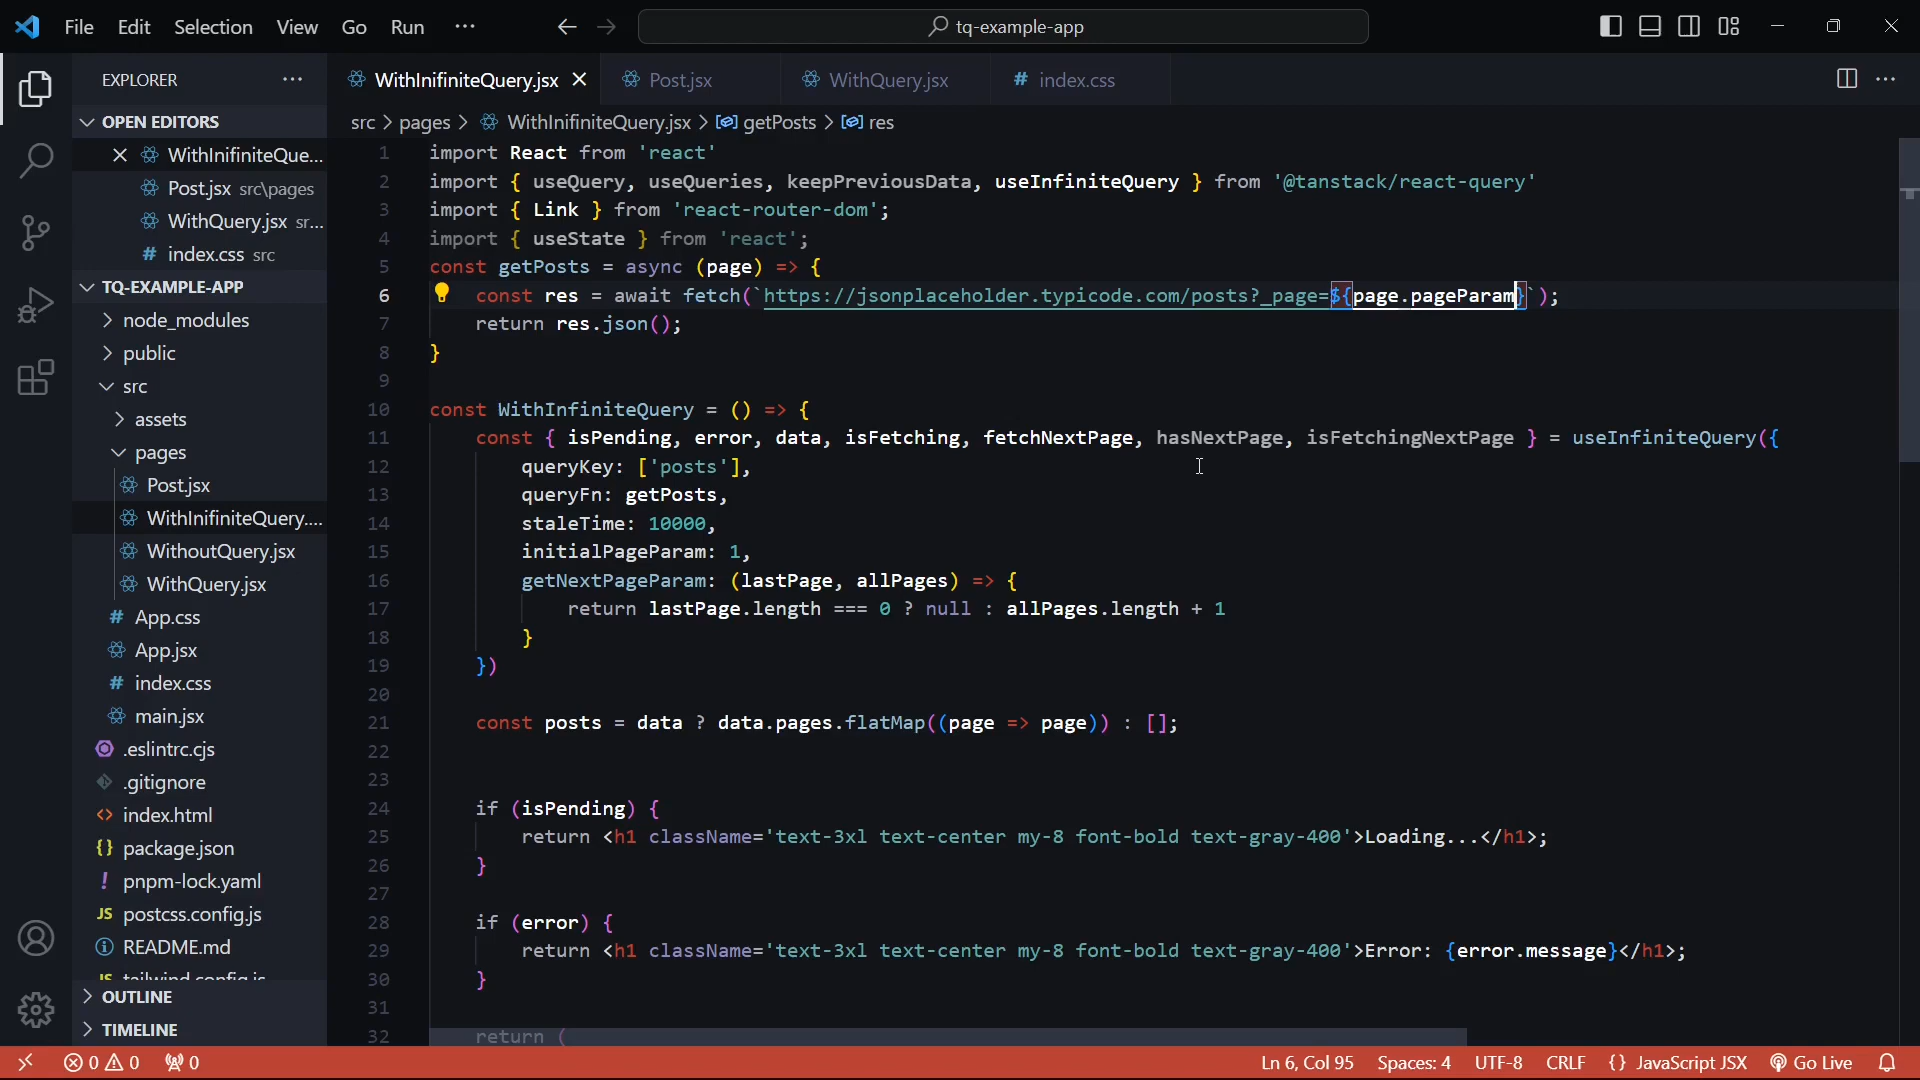 File Edit Selection View Go Run ··· tq-example-app
EXPLORER ···
OPEN EDITORS
WithInifiniteQue...
Post.jsx src\pages
WithQuery.jsx sr...
index.css src
TQ-EXAMPLE-APP
node_modules
public
src
assets
pages
Post.jsx
WithInifiniteQuery....
WithoutQuery.jsx
WithQuery.jsx
# App.css
App.jsx
# index.css
main.jsx
.eslintrc.cjs
.gitignore
<> index.html
{} package.json
! pnpm-lock.yaml
JS postcss.config.js
README.md
JS tailwind.config.js
OUTLINE
TIMELINE
WithInifiniteQuery.jsx Post.jsx WithQuery.jsx # index.css
src > pages > WithInifiniteQuery.jsx > getPosts > res
1 import React from 'react'
2 import { useQuery, useQueries, keepPreviousData, useInfiniteQuery } from '@tanstack/react-query'
3 import { Link } from 'react-router-dom';
4 import { useState } from 'react';
5 const getPosts = async (page) => {
6 const res = await fetch(`https://jsonplaceholder.typicode.com/posts?_page=${page.pageParam}`);
7 return res.json();
8 }
9
10 const WithInfiniteQuery = () => {
11 const { isPending, error, data, isFetching, fetchNextPage, hasNextPage, isFetchingNextPage } = useInfiniteQuery({
12 queryKey: ['posts'],
13 queryFn: getPosts,
14 staleTime: 10000,
15 initialPageParam: 1,
16 getNextPageParam: (lastPage, allPages) => {
17 return lastPage.length === 0 ? null : allPages.length + 1
18 }
19 })
20
21 const posts = data ? data.pages.flatMap((page => page)) : [];
22
23
24 if (isPending) {
25 return <h1 className='text-3xl text-center my-8 font-bold text-gray-400'>Loading...</h1>;
26 }
27
28 if (error) {
29 return <h1 className='text-3xl text-center my-8 font-bold text-gray-400'>Error: {error.message}</h1>;
30 }
31
32 return (
0 0 0 Ln 6, Col 95 Spaces: 4 UTF-8 CRLF {} JavaScript JSX Go Live